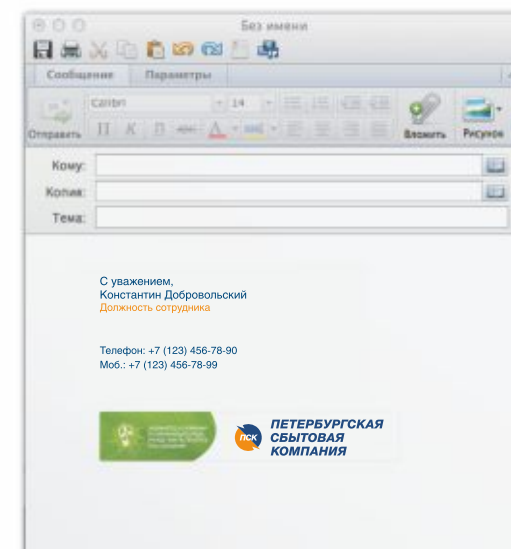 Без имени
Сообщение Параметры
Calibri 14
Отправить П К П Вложить Рисунок
Кому:
Копия:
Тема:
С уважением,
Константин Добровольский
Должность сотрудника
Телефон: +7 (123) 456-78-90
Моб.: +7 (123) 456-78-99
ПСК ПЕТЕРБУРГСКАЯ
СБЫТОВАЯ
КОМПАНИЯ